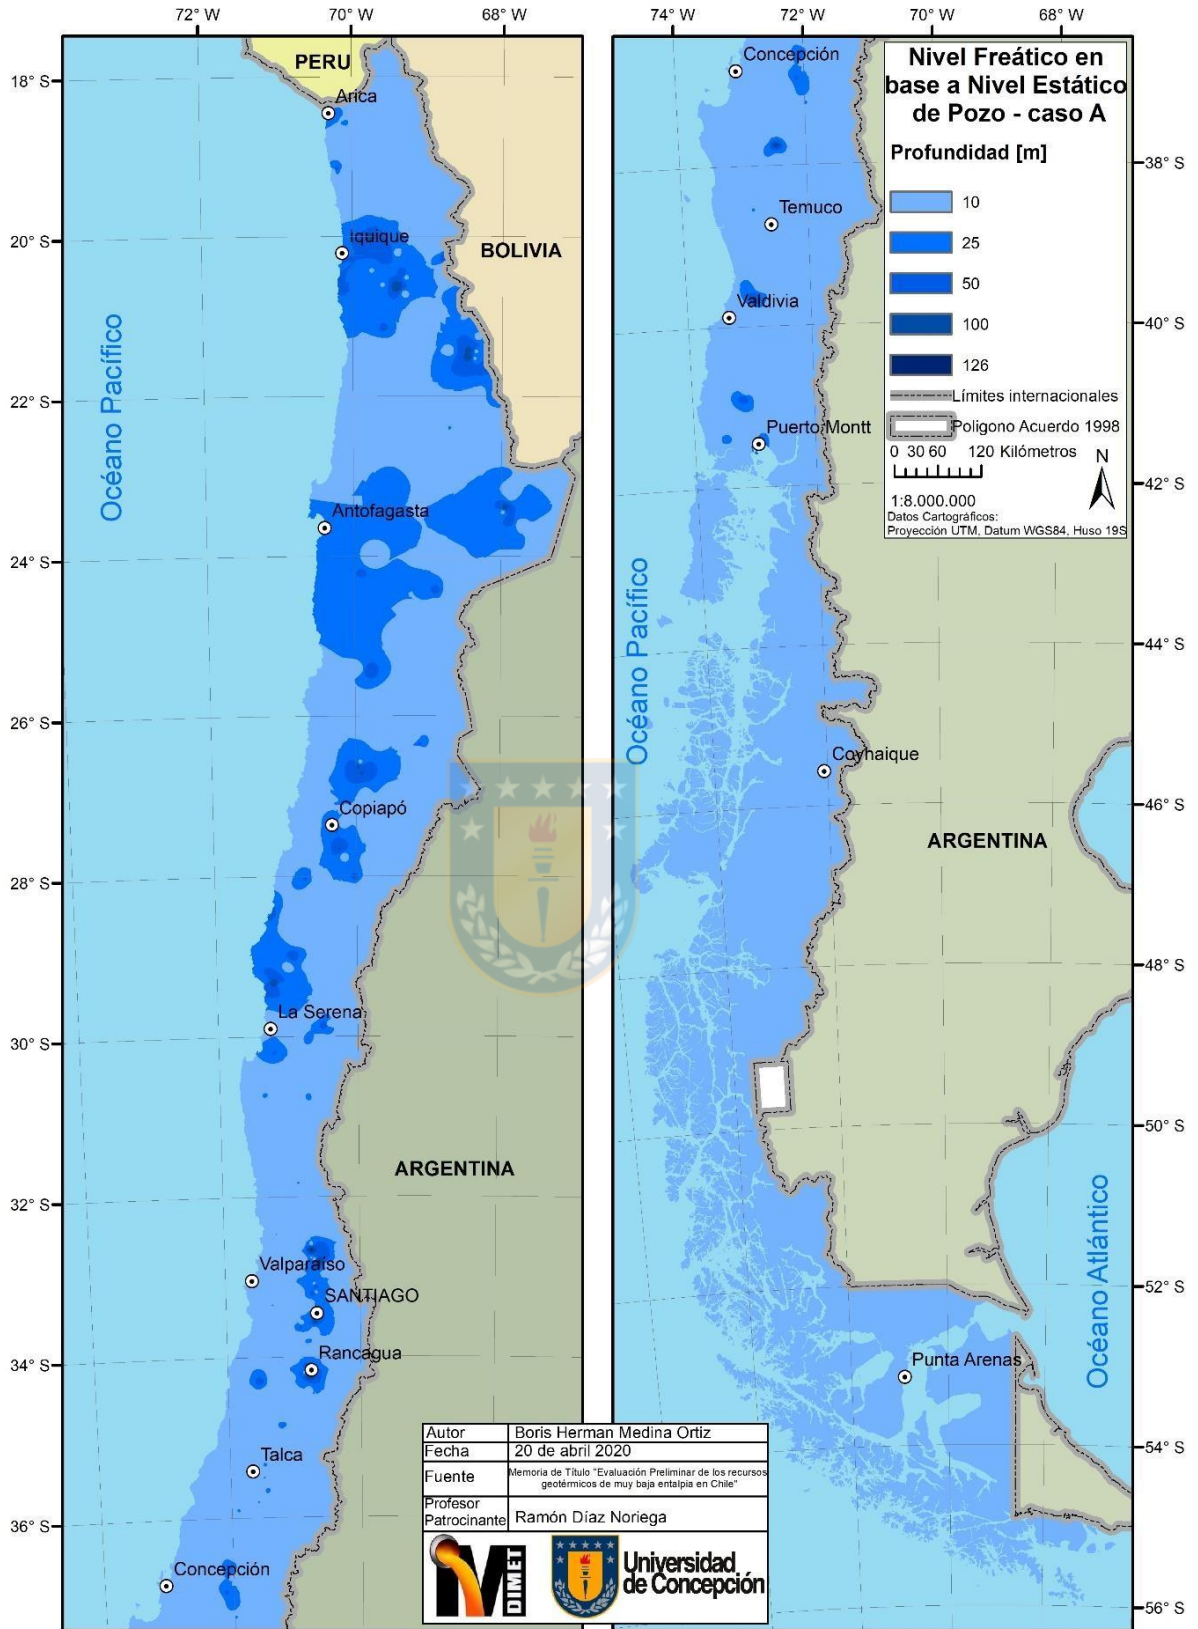 72° W
70° W
68° W
74° W
72° W
70° W
68° W
18° S
20° S
22° S
24° S
26° S
28° S
30° S
32° S
34° S
36° S
PERU
Arica
Iquique
BOLIVIA
Océano Pacífico
Antofagasta
Copiapó
La Serena
ARGENTINA
Valparaíso
SANTIAGO
Rancagua
Talca
Concepción
Concepción
Temuco
Valdivia
Puerto Montt
Océano Pacífico
Coyhaique
ARGENTINA
Punta Arenas
Océano Atlántico
Nivel Freático en
base a Nivel Estático
de Pozo - caso A
Profundidad [m]
10
25
50
100
126
Límites internacionales
Poligono Acuerdo 1998
0 30 60 120 Kilómetros
N
1:8.000.000
Datos Cartográficos:
Proyección UTM, Datum WGS84, Huso 19S
38° S
40° S
42° S
44° S
46° S
48° S
50° S
52° S
54° S
56° S
Autor Boris Herman Medina Ortiz
Fecha 20 de abril 2020
Fuente Memoria de Título "Evaluación Preliminar de los recursos
geotérmicos de muy baja entalpia en Chile"
Profesor
Patrocinante Ramón Díaz Noriega
DIMET
Universidad
de Concepción